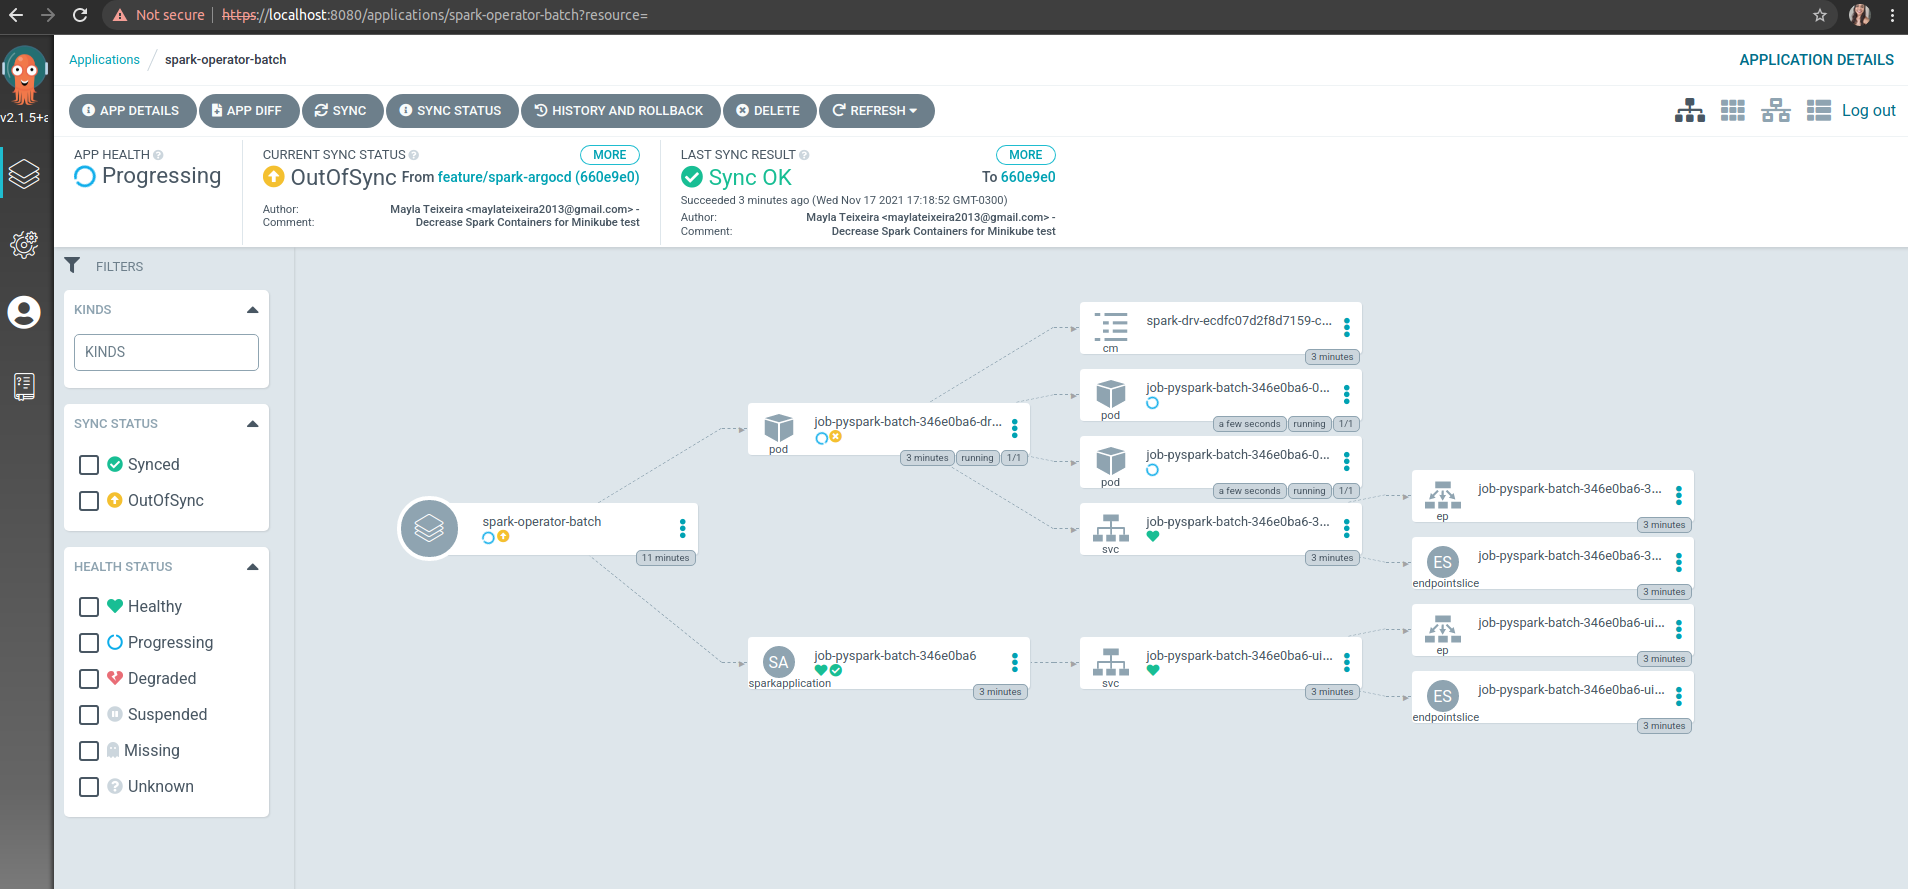 Not secure | https://localhost:8080/applications/spark-operator-batch?resource=
Applications / spark-operator-batch
APPLICATION DETAILS
v2.1.5+a
APP DETAILS
APP DIFF
SYNC
SYNC STATUS
HISTORY AND ROLLBACK
DELETE
REFRESH
Log out
APP HEALTH
Progressing
CURRENT SYNC STATUS
MORE
OutOfSync From feature/spark-argocd (660e9e0)
Author: Mayla Teixeira <maylateixeira2013@gmail.com> -
Comment: Decrease Spark Containers for Minikube test
LAST SYNC RESULT
MORE
Sync OK To 660e9e0
Succeeded 3 minutes ago (Wed Nov 17 2021 17:18:52 GMT-0300)
Author: Mayla Teixeira <maylateixeira2013@gmail.com> -
Comment: Decrease Spark Containers for Minikube test
FILTERS
KINDS
KINDS
SYNC STATUS
Synced
OutOfSync
HEALTH STATUS
Healthy
Progressing
Degraded
Suspended
Missing
Unknown
spark-operator-batch
11 minutes
job-pyspark-batch-346e0ba6-dr...
pod
3 minutes running 1/1
SA
job-pyspark-batch-346e0ba6
sparkapplication
3 minutes
spark-drv-ecdfc07d2f8d7159-c...
cm
3 minutes
job-pyspark-batch-346e0ba6-0...
pod
a few seconds running 1/1
job-pyspark-batch-346e0ba6-0...
pod
a few seconds running 1/1
job-pyspark-batch-346e0ba6-3...
svc
3 minutes
job-pyspark-batch-346e0ba6-ui...
svc
3 minutes
job-pyspark-batch-346e0ba6-3...
ep
3 minutes
ES
job-pyspark-batch-346e0ba6-3...
endpointslice
3 minutes
job-pyspark-batch-346e0ba6-ui...
ep
3 minutes
ES
job-pyspark-batch-346e0ba6-ui...
endpointslice
3 minutes